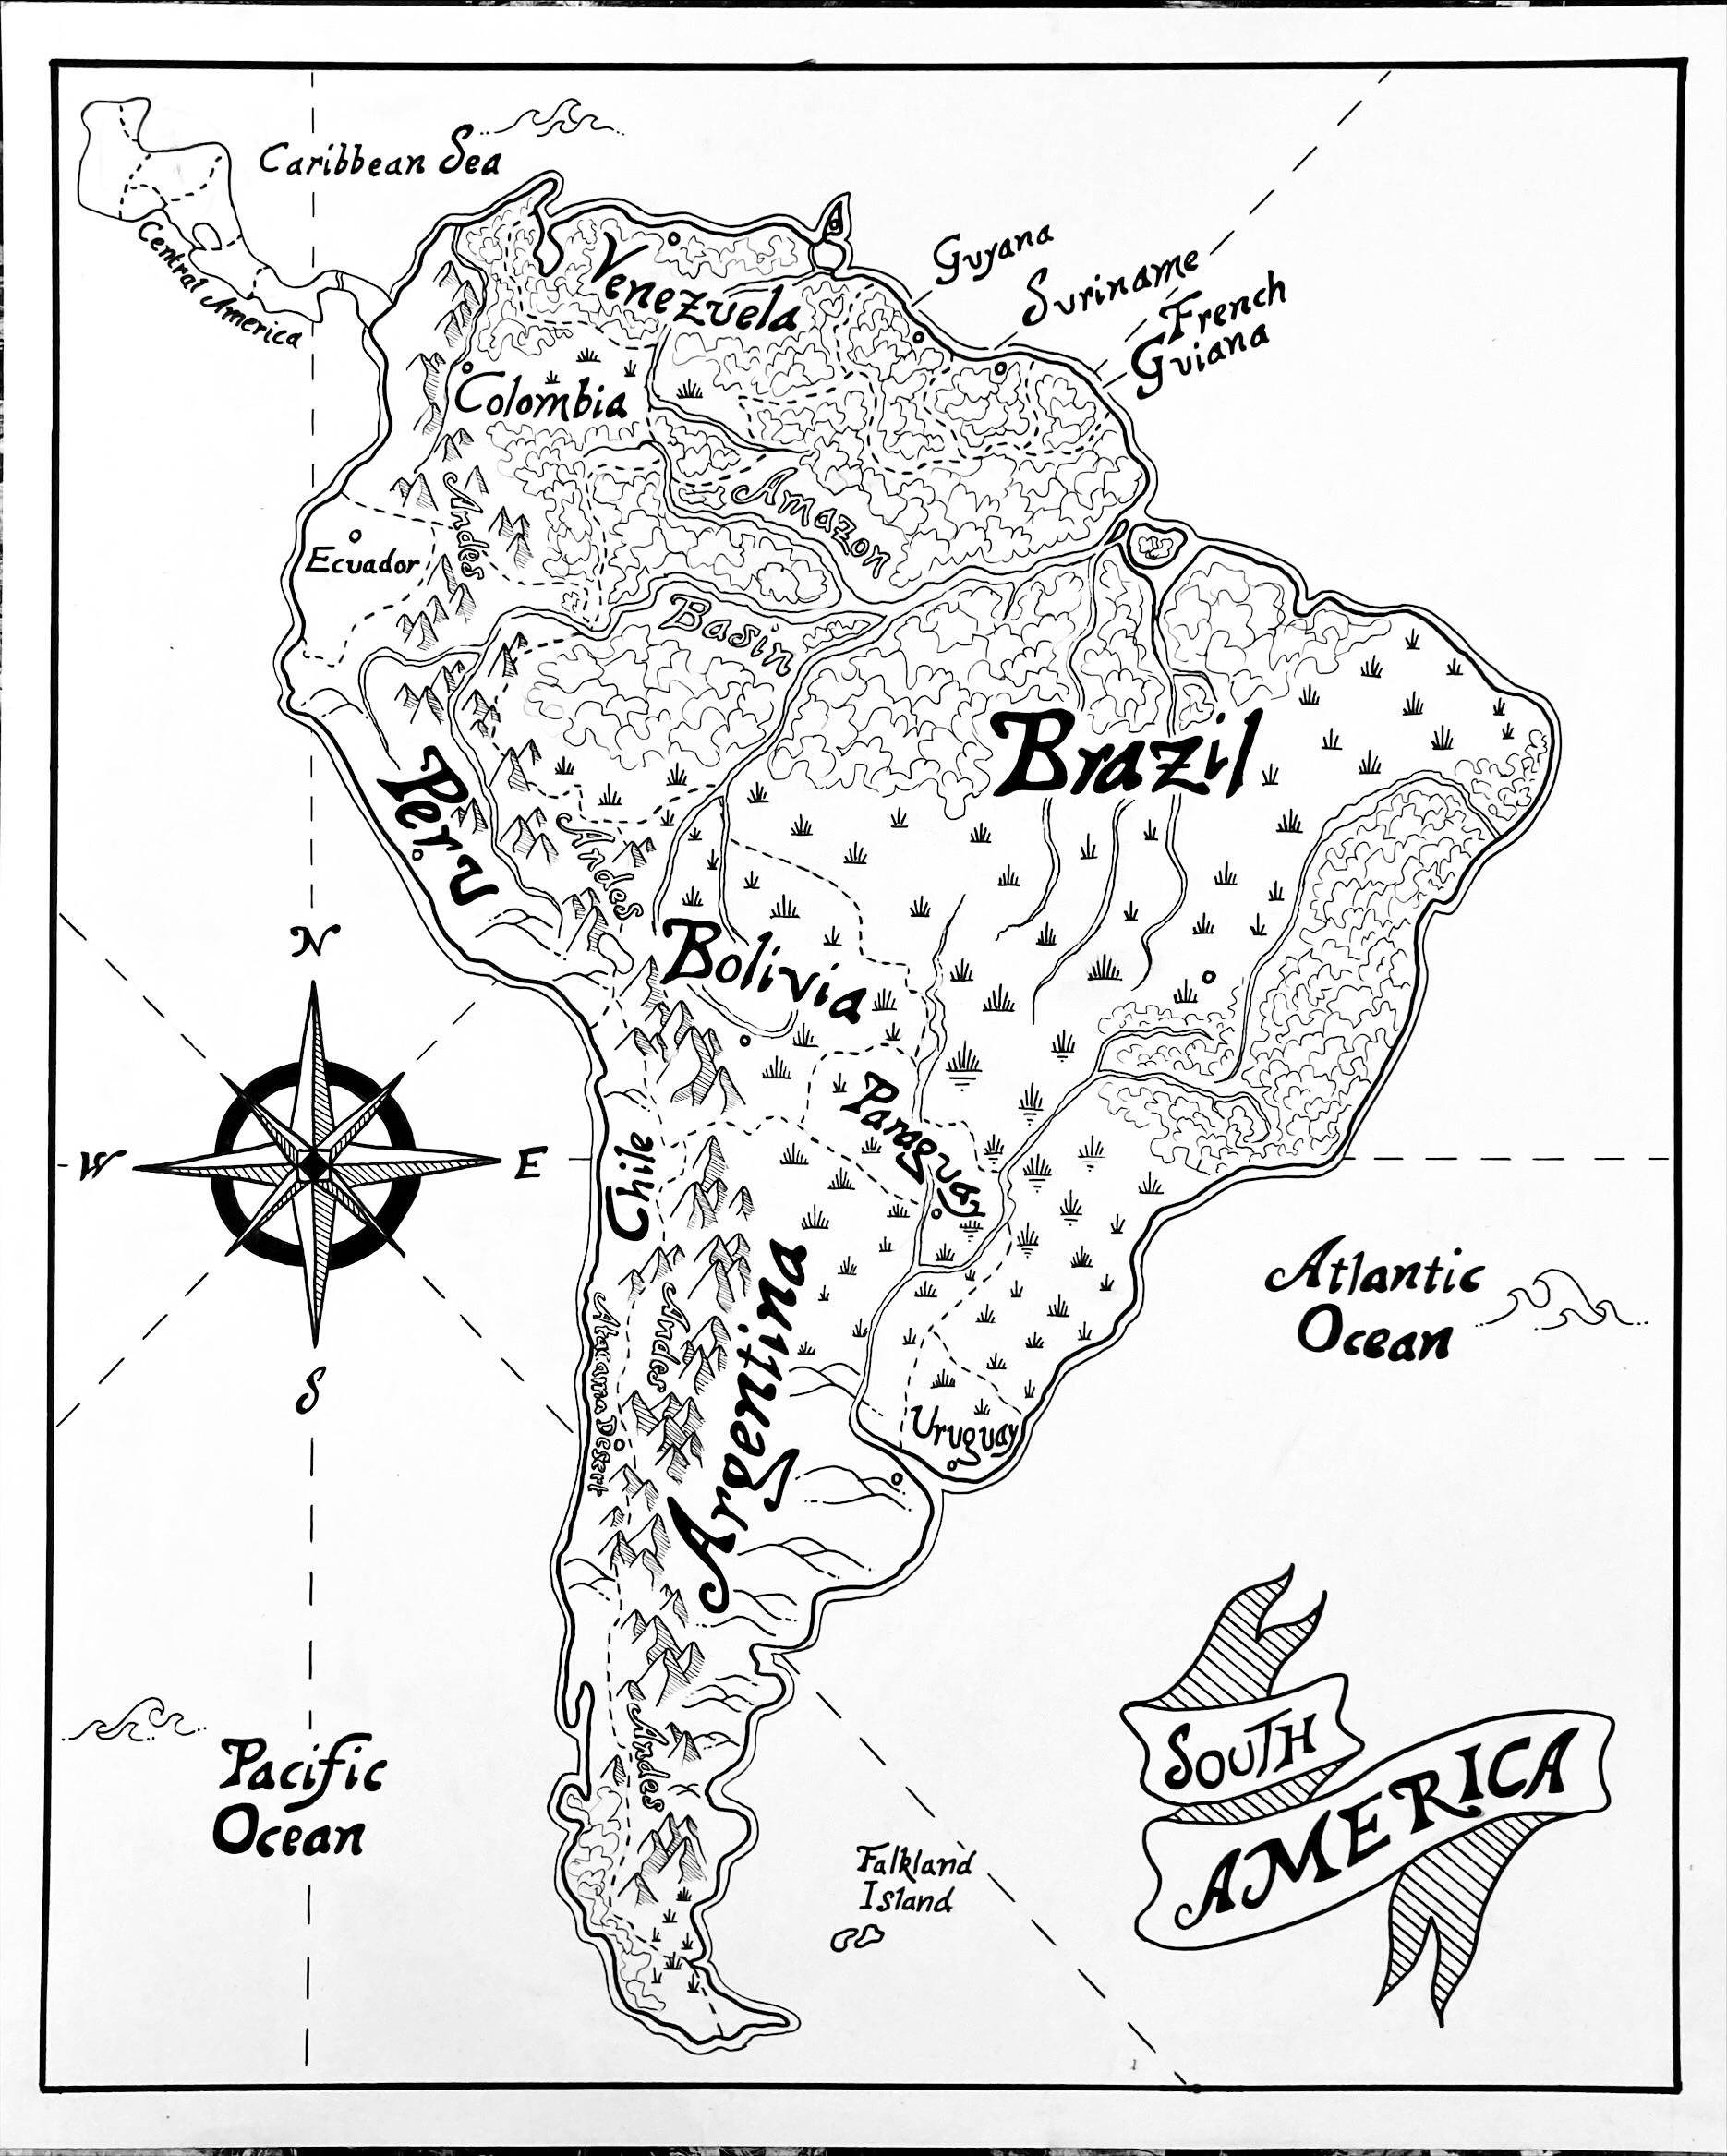 Caribbean Sea
Central America
Venezuela
Guyana
Suriname
French
Guiana
Colombia
Andes
Amazon
Basin
Ecuador
Brazil
Peru
Andes
Bolivia
N
W
E
S
Paraguay
Chile
Atacama Desert
Andes
Argentina
Uruguay
Atlantic
Ocean
Andes
Pacific
Ocean
Falkland
Island
SOUTH
AMERICA